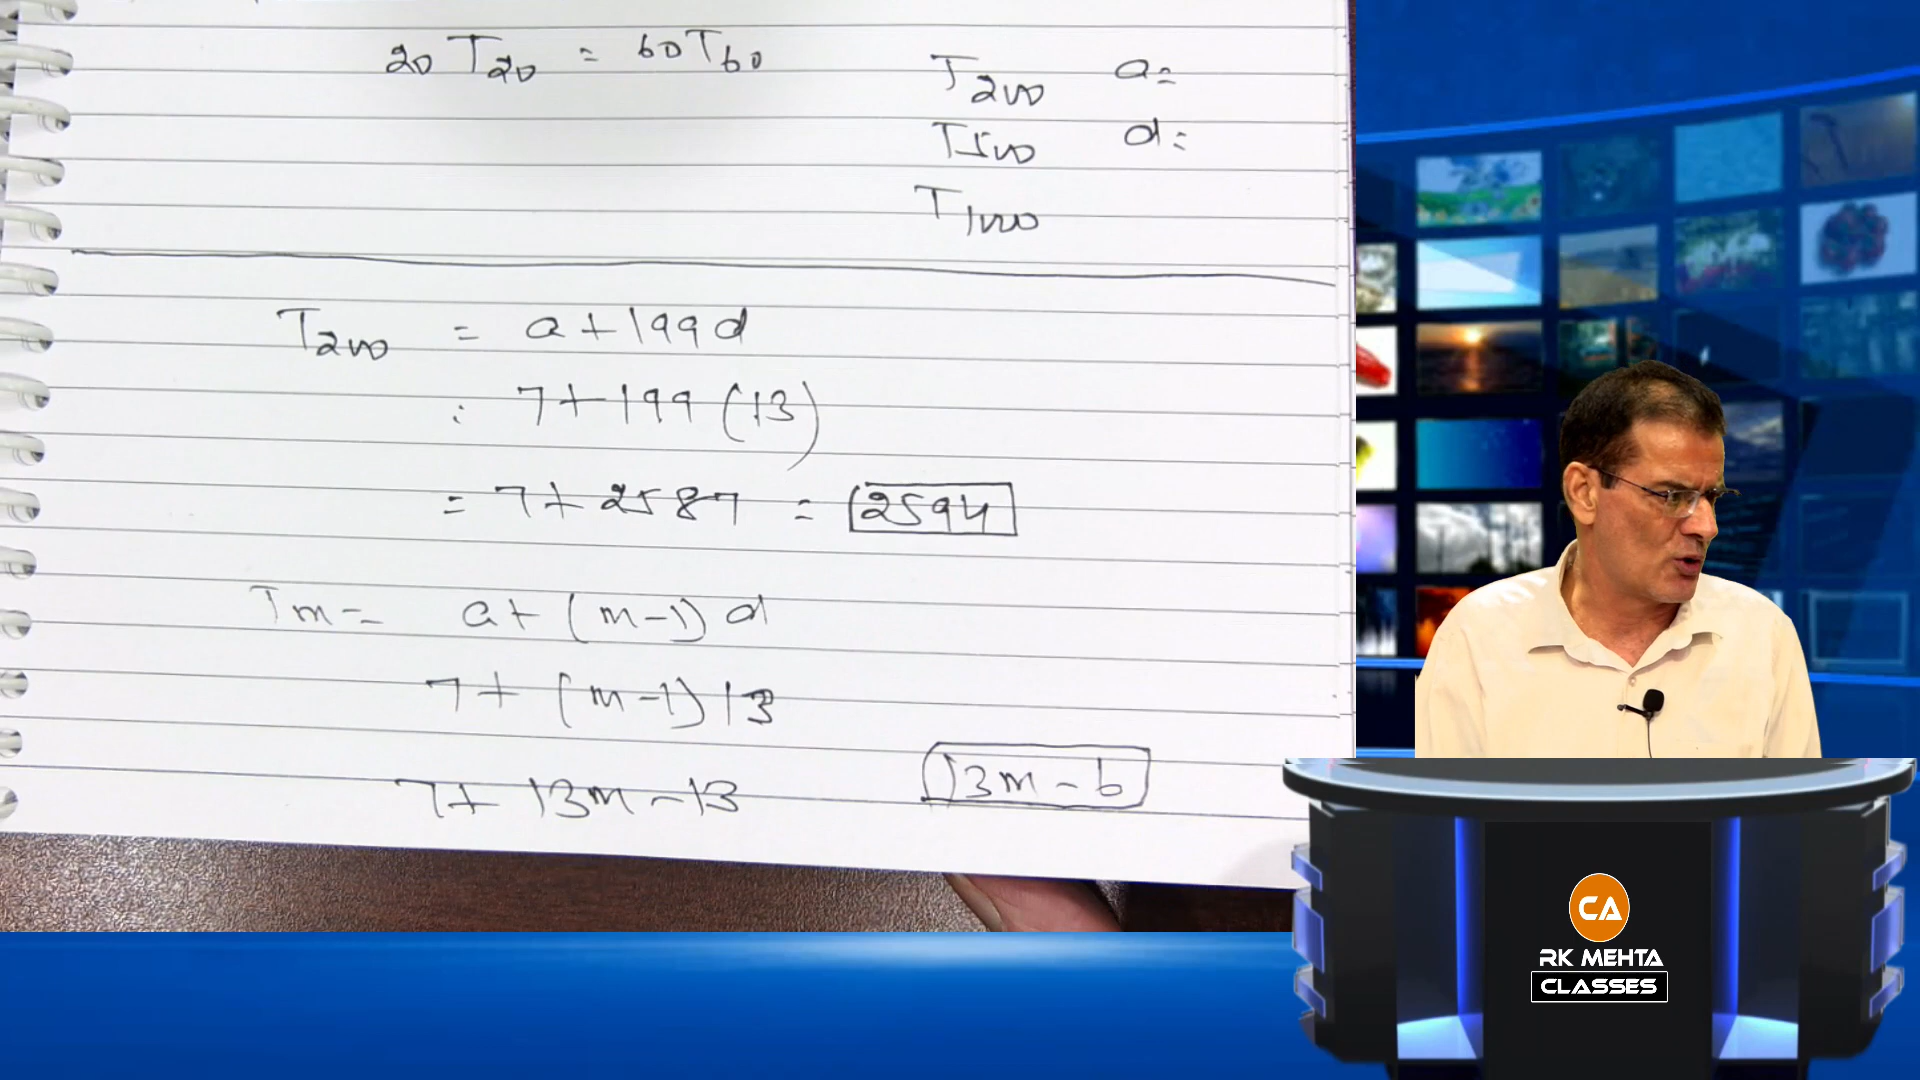 20 T20 = 60 T60
T200 a=
T500 d=
T1000
T200 = a + 199d
: 7 + 199 (13)
= 7 + 2587 = 2594
Tm = a + (m-1) d
7 + (m-1) 13
7 + 13m - 13
13m - 6
CA
RK MEHTA
CLASSES